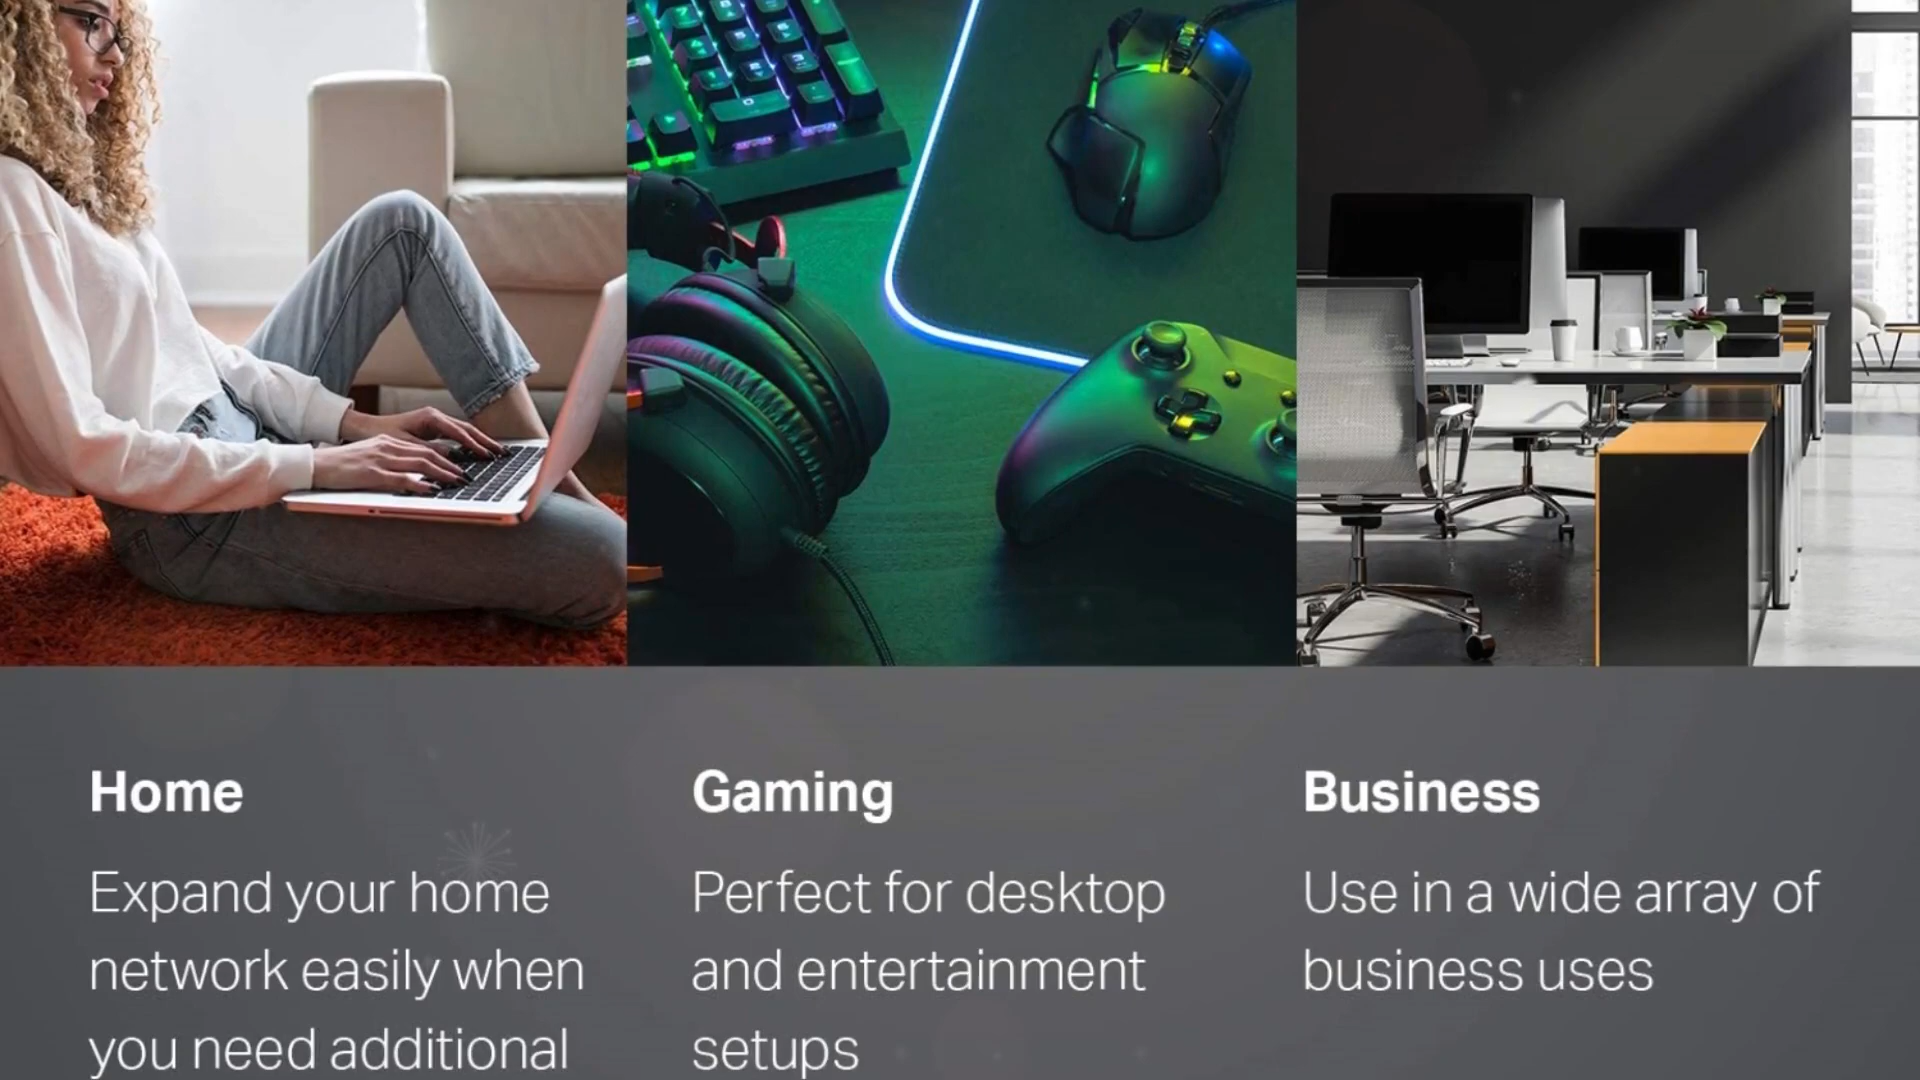 Home
Expand your home
network easily when
you need additional
Gaming
Perfect for desktop
and entertainment
setups
Business
Use in a wide array of
business uses